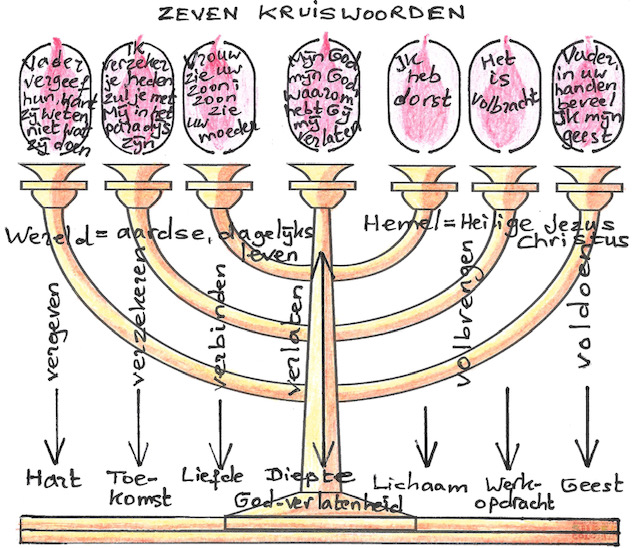 ZEVEN KRUISWOORDEN
Vader
vergeef
hun want
zij weten
niet wat
zij doen
Ik
verzeker
je heden
zul je met
Mij in het
paradijs
zijn
Vrouw
zie uw
zoon;
zoon
zie
uw
moeder
Mijn God
mijn God
waarom
hebt Gij
mij
verlaten
Ik
heb
dorst
Het
is
volbracht
Vader,
in uw
handen
beveel
ik mijn
geest
Wereld = aardse, dagelijks
leven
Hemel = Heilige Jezus
Christus
vergeven
verzekeren
verbinden
verlaten
volbrengen
voldoen
Hart
Toe-
komst
Liefde
Diepte
God-verlatenheid
Lichaam
Werk-
opdracht
Geest